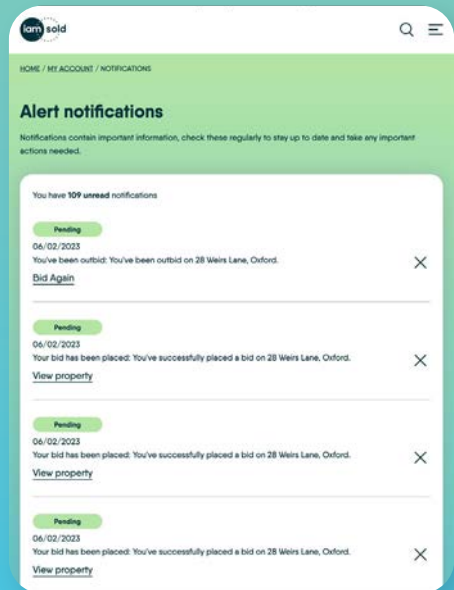 iam sold
HOME / MY ACCOUNT / NOTIFICATIONS
Alert notifications
Notifications contain important information, check these regularly to stay up to date and take any important
actions needed.
You have 109 unread notifications
Pending
06/02/2023
You've been outbid: You've been outbid on 28 Weirs Lane, Oxford.
Bid Again
Pending
06/02/2023
Your bid has been placed: You've successfully placed a bid on 28 Weirs Lane, Oxford.
View property
Pending
06/02/2023
Your bid has been placed: You've successfully placed a bid on 28 Weirs Lane, Oxford.
View property
Pending
06/02/2023
Your bid has been placed: You've successfully placed a bid on 28 Weirs Lane, Oxford.
View property